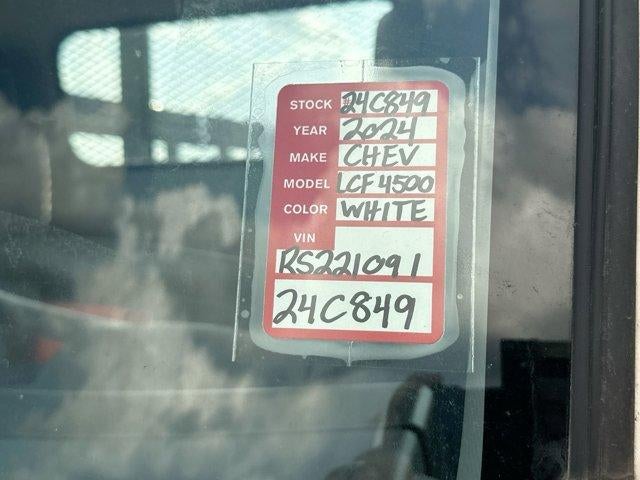 STOCK 24C849
YEAR 2024
MAKE CHEV
MODEL LCF 4500
COLOR WHITE
VIN
RS221091
24C849